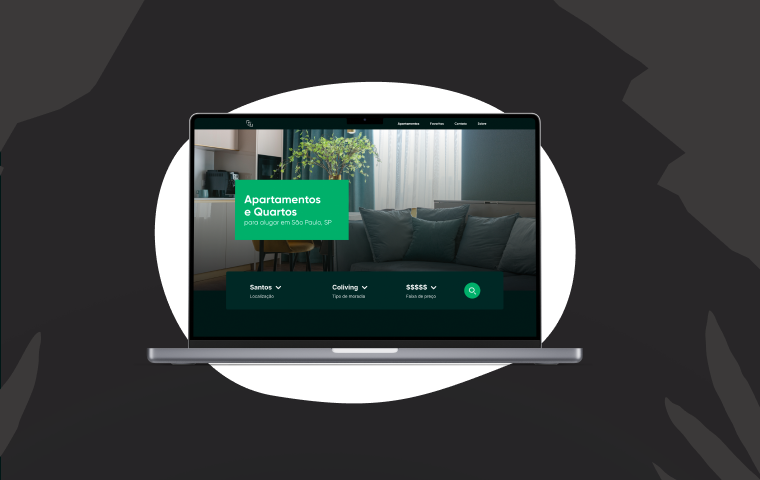 Apartamentos Favoritos Contato Sobre
Apartamentos
e Quartos
para alugar em São Paulo, SP
Santos Coliving $$$$$
Localização Tipo de moradia Faixa de preço